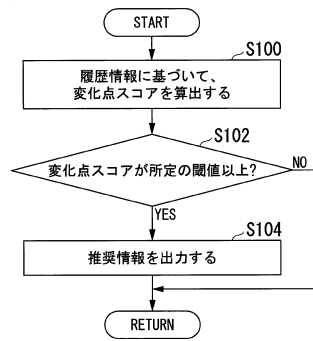 START
S100
履歴情報に基づいて、
変化点スコアを算出する
S102
変化点スコアが所定の閾値以上?
NO
YES
S104
推奨情報を出力する
RETURN